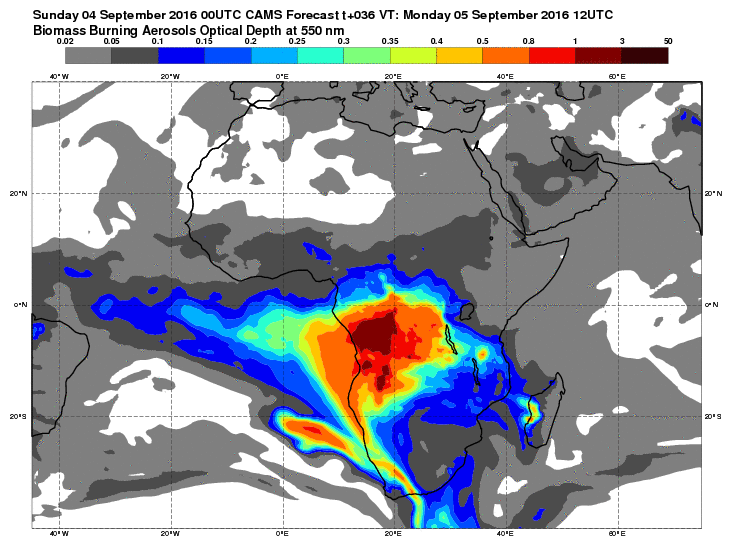 Sunday 04 September 2016 00UTC CAMS Forecast t+036 VT: Monday 05 September 2016 12UTC
Biomass Burning Aerosols Optical Depth at 550 nm
0.02 0.05 0.1 0.15 0.2 0.25 0.3 0.35 0.4 0.5 0.8 1 3 50
40°W 20°W 0°E 20°E 40°E 60°E
20°N 20°N
0°N 0°N
20°S 20°S
40°W 20°W 0°E 20°E 40°E 60°E